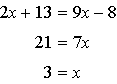 2x + 13 = 9x − 8
21 = 7x
3 = x